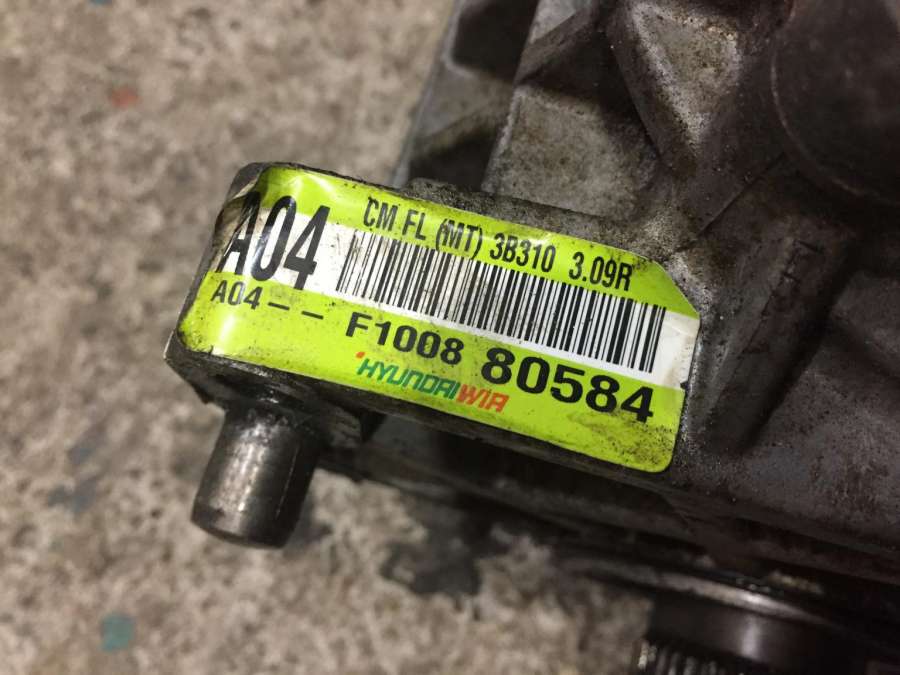 A04
CM FL (MT) 3B310 3.09R
A04-- F1008 80584
HYUNDAI WIA